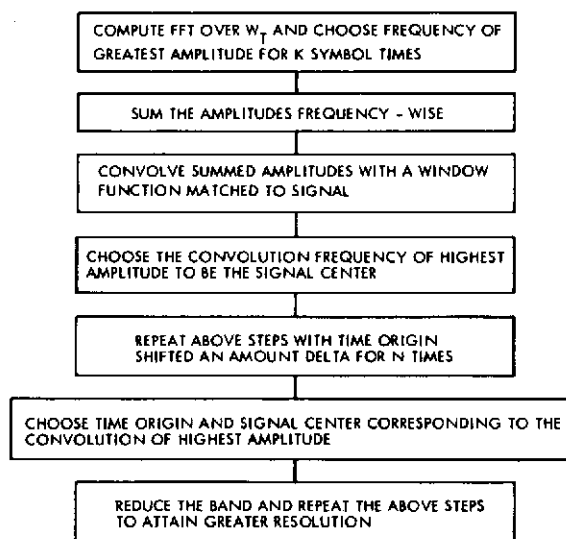 COMPUTE FFT OVER W_T AND CHOOSE FREQUENCY OF
GREATEST AMPLITUDE FOR K SYMBOL TIMES
SUM THE AMPLITUDES FREQUENCY - WISE
CONVOLVE SUMMED AMPLITUDES WITH A WINDOW
FUNCTION MATCHED TO SIGNAL
CHOOSE THE CONVOLUTION FREQUENCY OF HIGHEST
AMPLITUDE TO BE THE SIGNAL CENTER
REPEAT ABOVE STEPS WITH TIME ORIGIN
SHIFTED AN AMOUNT DELTA FOR N TIMES
CHOOSE TIME ORIGIN AND SIGNAL CENTER CORRESPONDING TO THE
CONVOLUTION OF HIGHEST AMPLITUDE
REDUCE THE BAND AND REPEAT THE ABOVE STEPS
TO ATTAIN GREATER RESOLUTION